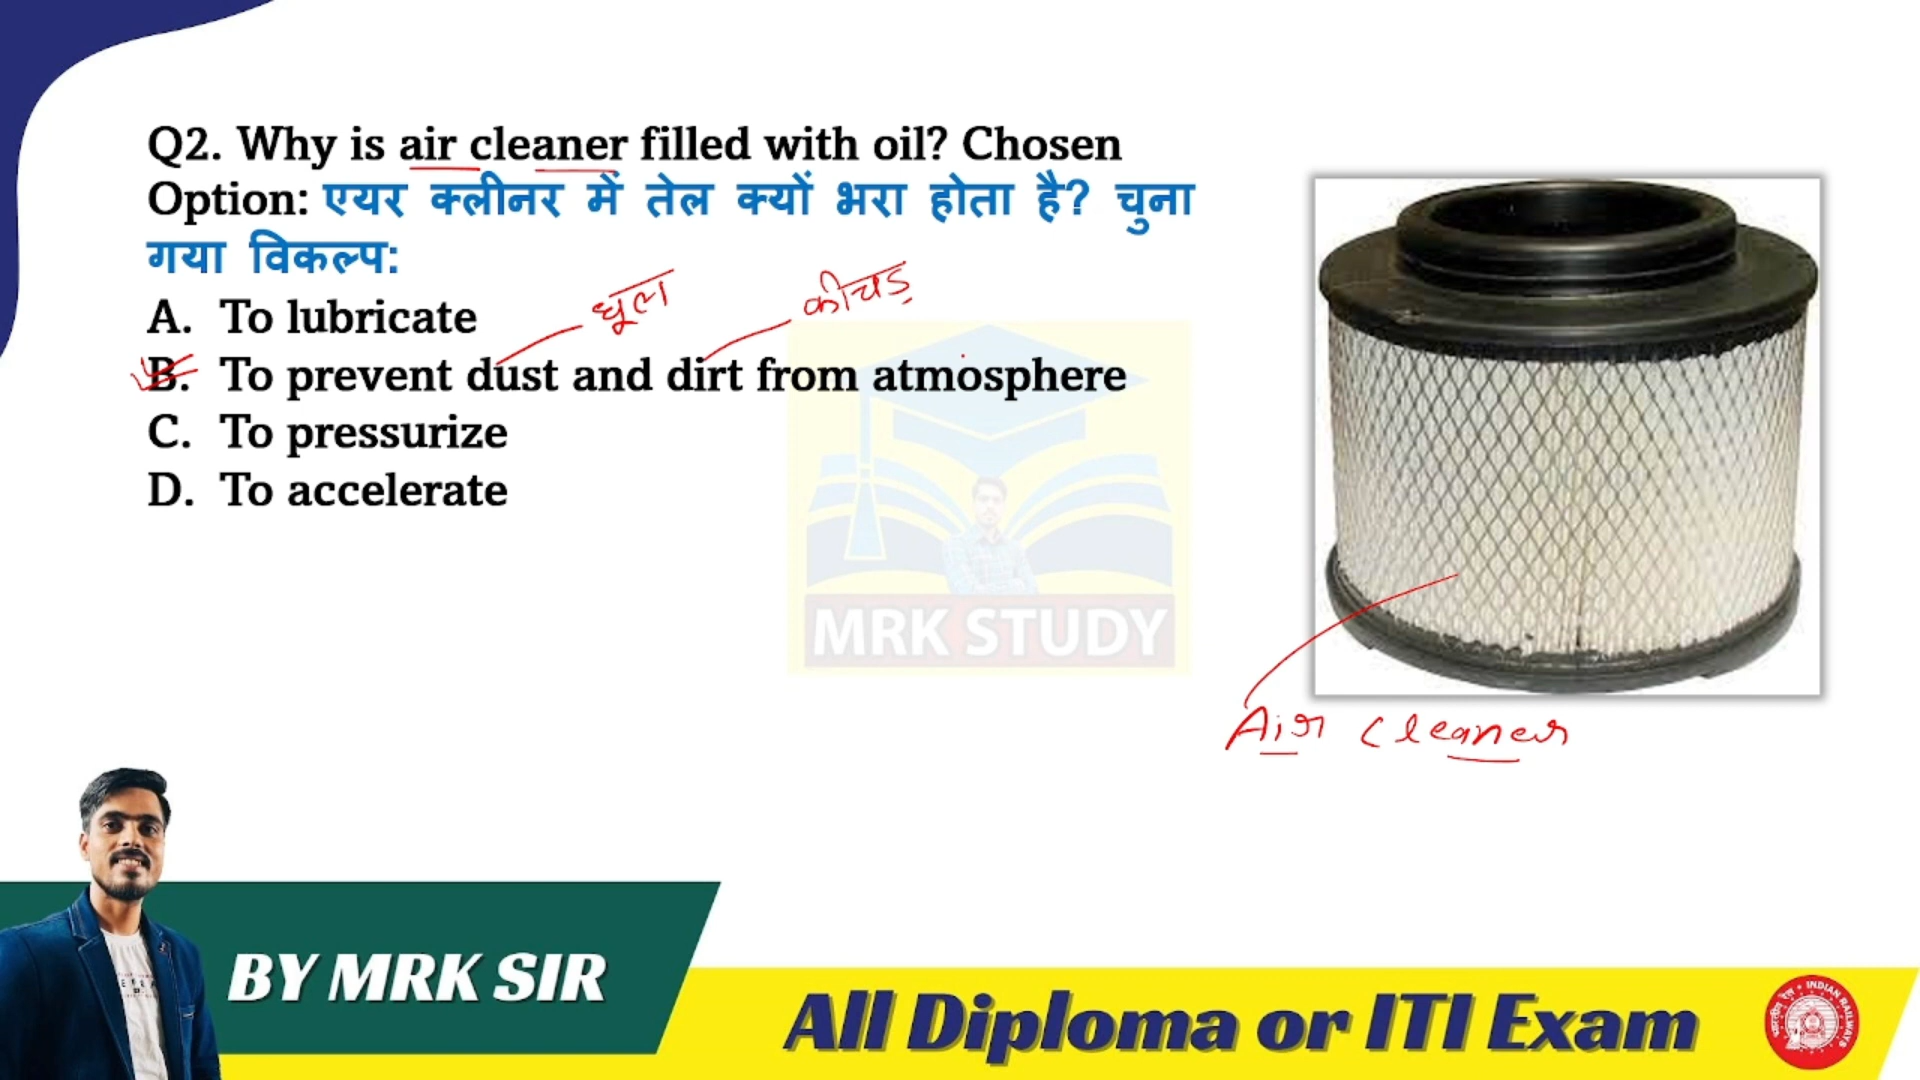 Q2. Why is air cleaner filled with oil? Chosen
Option: एयर क्लीनर में तेल क्यों भरा होता है? चुना
गया विकल्प:
धूल
कीचड़
A. To lubricate
B. To prevent dust and dirt from atmosphere
C. To pressurize
D. To accelerate
MRK STUDY
Air Cleaner
BY MRK SIR
All Diploma or ITI Exam
INDIAN RAILWAYS